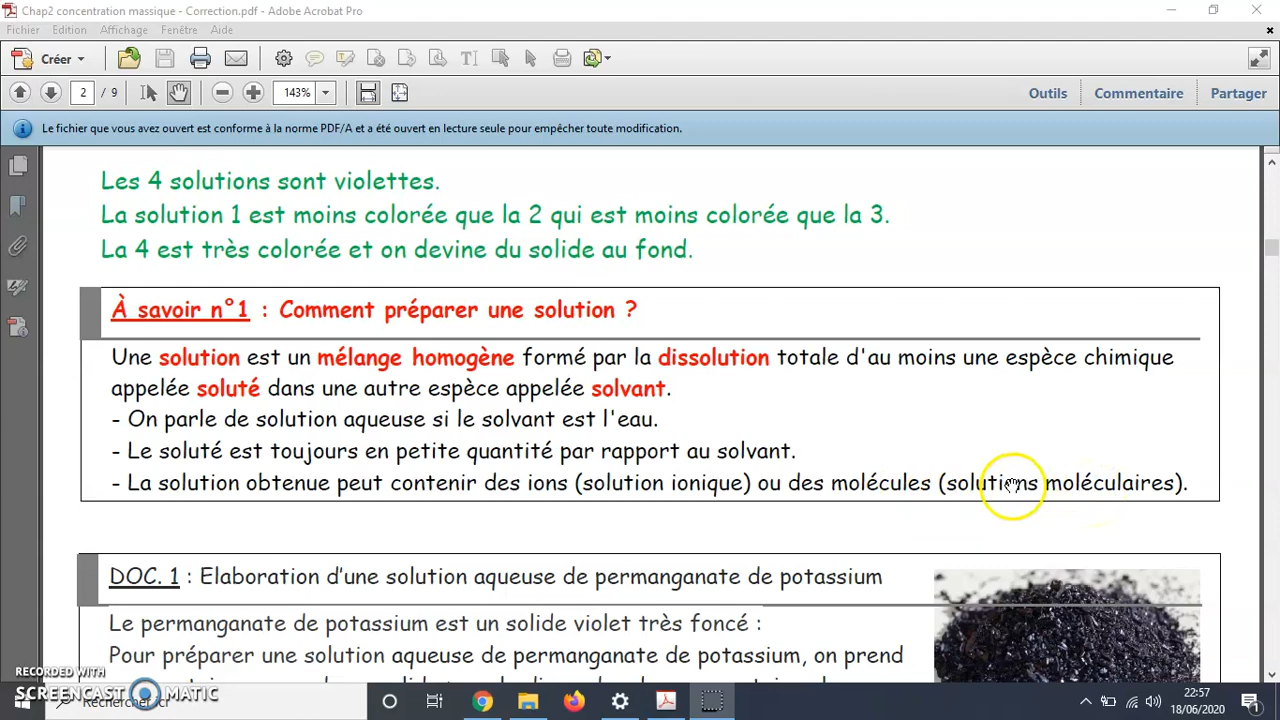 Chap2 concentration massique - Correction.pdf - Adobe Acrobat Pro
Fichier Edition Affichage Fenêtre Aide
Créer
2 / 9 143% Outils Commentaire Partager
Le fichier que vous avez ouvert est conforme à la norme PDF/A et a été ouvert en lecture seule pour empêcher toute modification.
Les 4 solutions sont violettes.
La solution 1 est moins colorée que la 2 qui est moins colorée que la 3.
La 4 est très colorée et on devine du solide au fond.
À savoir n°1 : Comment préparer une solution ?
Une solution est un mélange homogène formé par la dissolution totale d'au moins une espèce chimique
appelée soluté dans une autre espèce appelée solvant.
- On parle de solution aqueuse si le solvant est l'eau.
- Le soluté est toujours en petite quantité par rapport au solvant.
- La solution obtenue peut contenir des ions (solution ionique) ou des molécules (solutions moléculaires).
DOC. 1 : Elaboration d'une solution aqueuse de permanganate de potassium
Le permanganate de potassium est un solide violet très foncé :
Pour préparer une solution aqueuse de permanganate de potassium, on prend
RECORDED WITH
SCREENCAST MATIC
Rechercher ici
22:57
18/06/2020
1